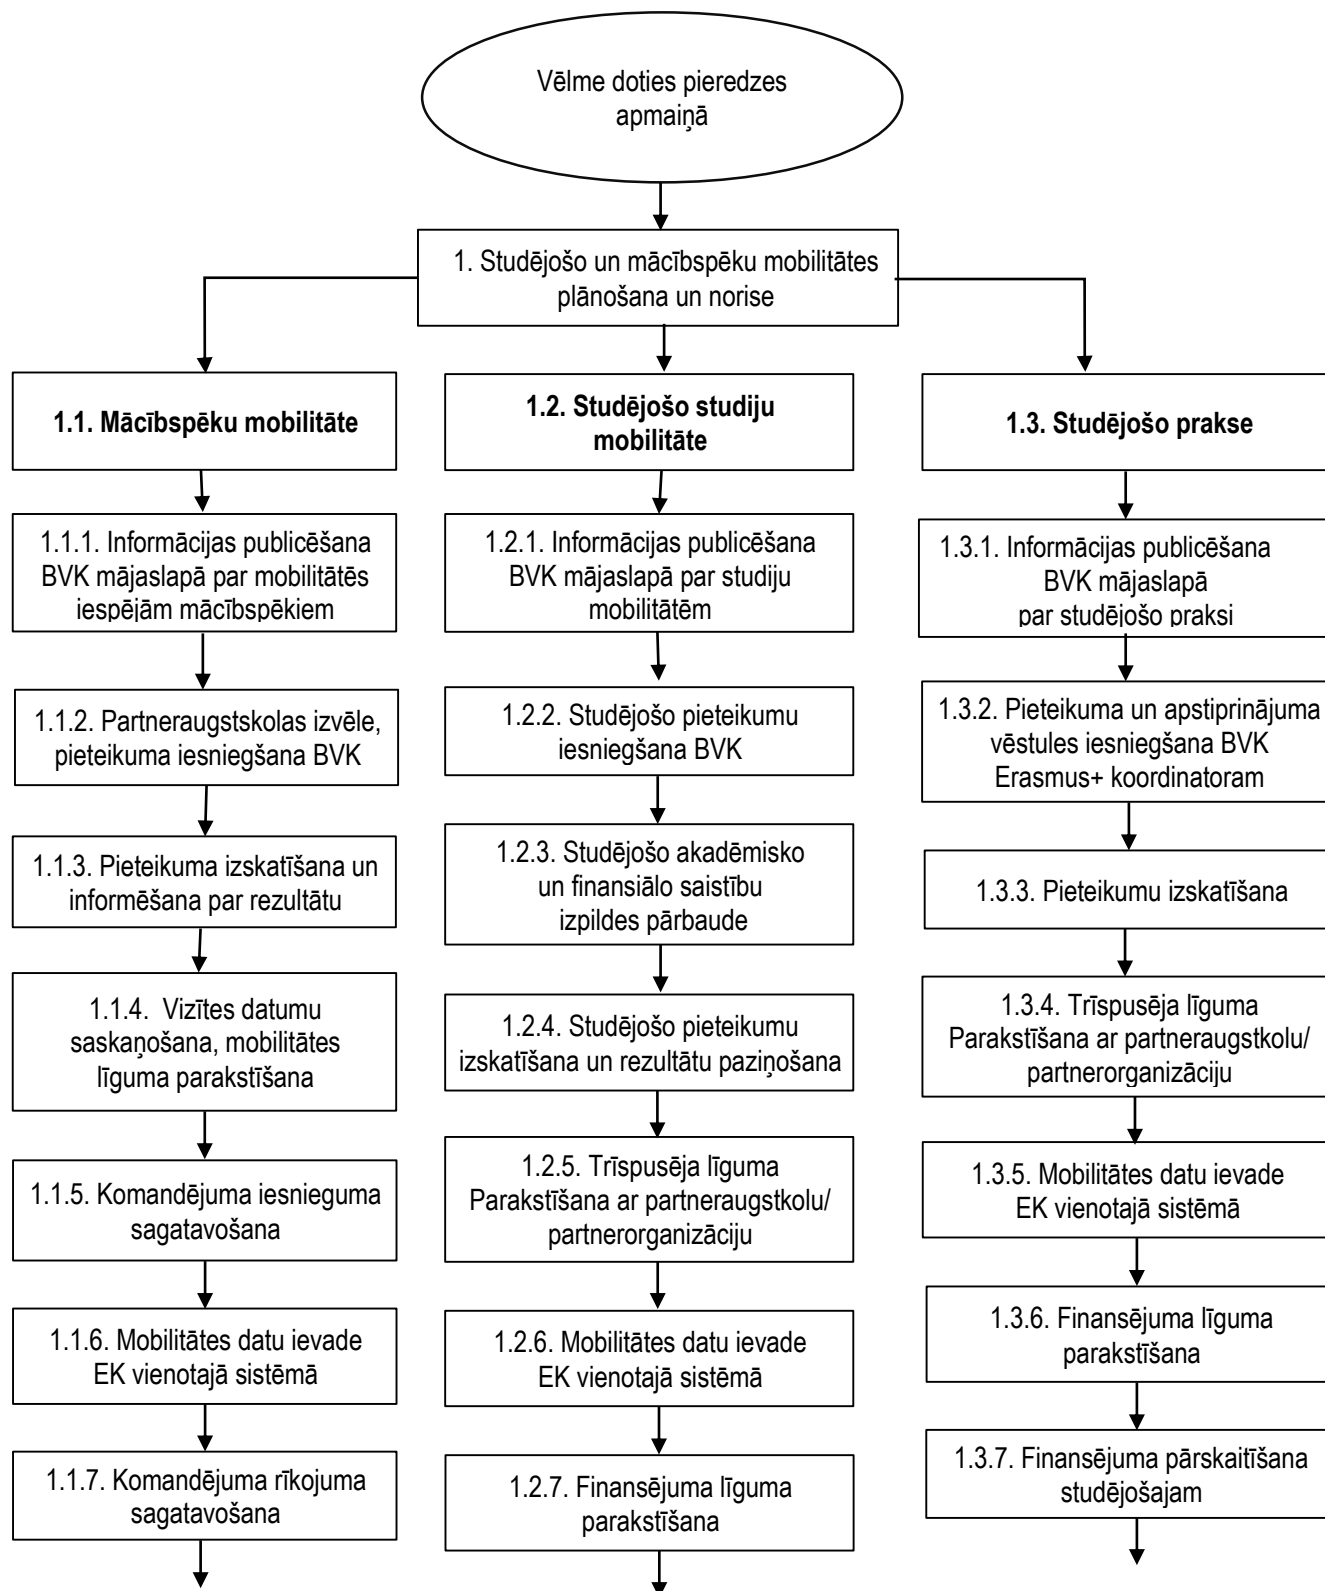 Vēlme doties pieredzes
apmaiņā
1. Studējošo un mācībspēku mobilitātes
plānošana un norise
1.1. Mācībspēku mobilitāte
1.1.1. Informācijas publicēšana
BVK mājaslapā par mobilitātēs
iespējām mācībspēkiem
1.1.2. Partneraugstskolas izvēle,
pieteikuma iesniegšana BVK
1.1.3. Pieteikuma izskatīšana un
informēšana par rezultātu
1.1.4. Vizītes datumu
saskaņošana, mobilitātes
līguma parakstīšana
1.1.5. Komandējuma iesnieguma
sagatavošana
1.1.6. Mobilitātes datu ievade
EK vienotajā sistēmā
1.1.7. Komandējuma rīkojuma
sagatavošana
1.2. Studējošo studiju
mobilitāte
1.2.1. Informācijas publicēšana
BVK mājaslapā par studiju
mobilitātēm
1.2.2. Studējošo pieteikumu
iesniegšana BVK
1.2.3. Studējošo akadēmisko
un finansiālo saistību
izpildes pārbaude
1.2.4. Studējošo pieteikumu
izskatīšana un rezultātu paziņošana
1.2.5. Trīspusēja līguma
Parakstīšana ar partneraugstkolu/
partnerorganizāciju
1.2.6. Mobilitātes datu ievade
EK vienotajā sistēmā
1.2.7. Finansējuma līguma
parakstīšana
1.3. Studējošo prakse
1.3.1. Informācijas publicēšana
BVK mājaslapā
par studējošo praksi
1.3.2. Pieteikuma un apstiprinājuma
vēstules iesniegšana BVK
Erasmus+ koordinatoram
1.3.3. Pieteikumu izskatīšana
1.3.4. Trīspusēja līguma
Parakstīšana ar partneraugstkolu/
partnerorganizāciju
1.3.5. Mobilitātes datu ievade
EK vienotajā sistēmā
1.3.6. Finansējuma līguma
parakstīšana
1.3.7. Finansējuma pārskaitīšana
studējošajam